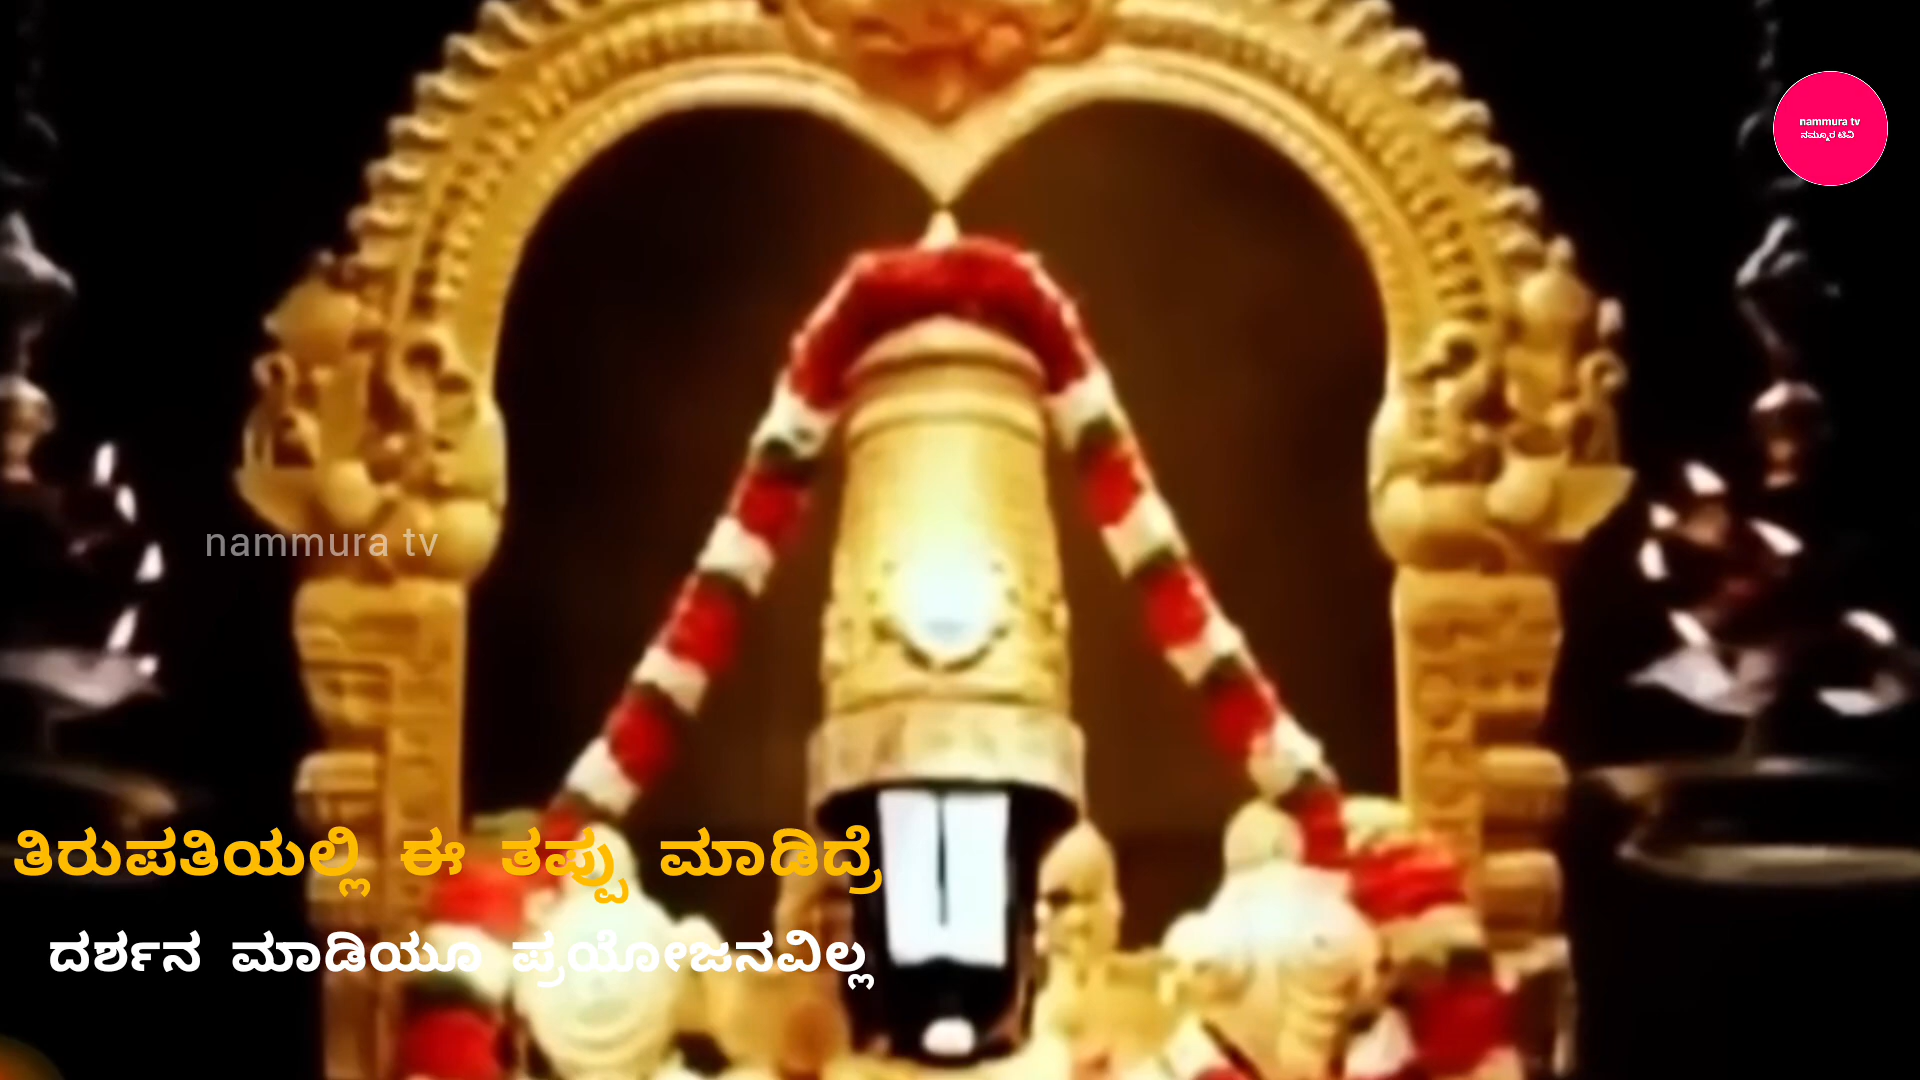 nammura tv
ನಮ್ಮೂರ ಟಿವಿ
nammura tv
ತಿರುಪತಿಯಲ್ಲಿ ಈ ತಪ್ಪು ಮಾಡಿದ್ರೆ
ದರ್ಶನ ಮಾಡಿಯೂ ಪ್ರಯೋಜನವಿಲ್ಲ